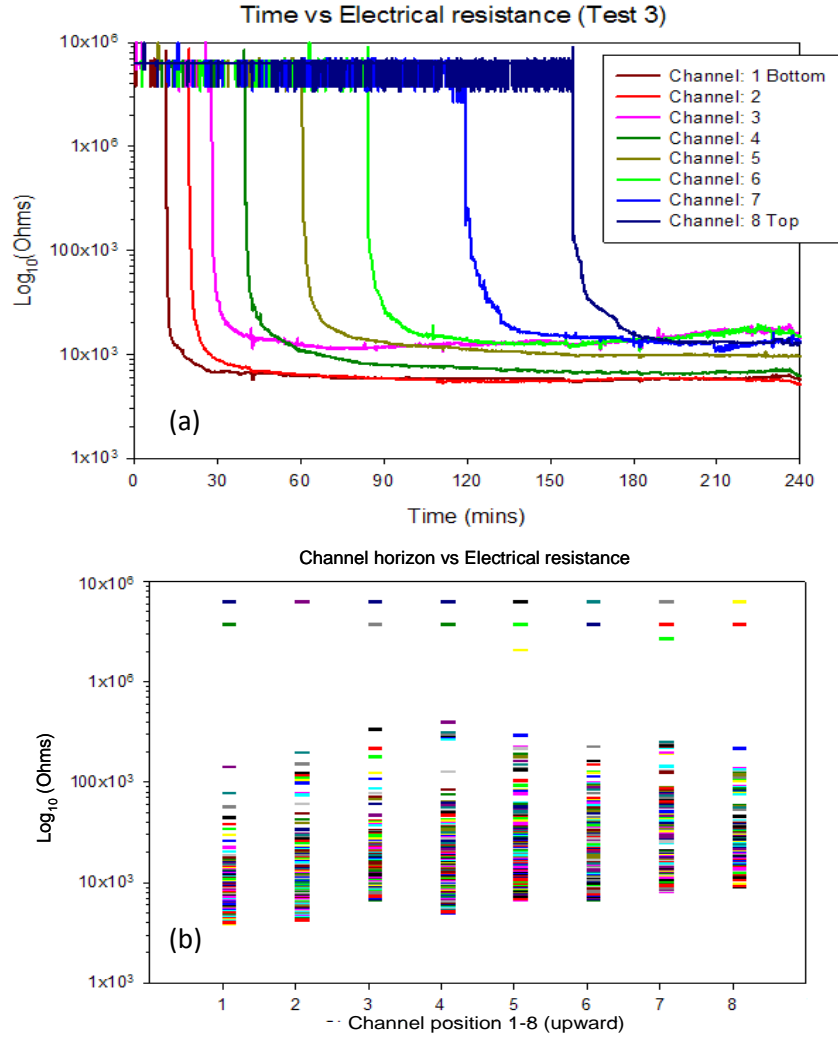 Time vs Electrical resistance (Test 3)
10x10⁶
1x10⁶
100x10³
10x10³
1x10³
Log₁₀(Ohms)
Channel: 1 Bottom
Channel: 2
Channel: 3
Channel: 4
Channel: 5
Channel: 6
Channel: 7
Channel: 8 Top
(a)
0 30 60 90 120 150 180 210 240
Time (mins)
Channel horizon vs Electrical resistance
10x10⁶
1x10⁶
100x10³
10x10³
1x10³
Log₁₀ (Ohms)
(b)
1 2 3 4 5 6 7 8
Channel position 1-8 (upward)